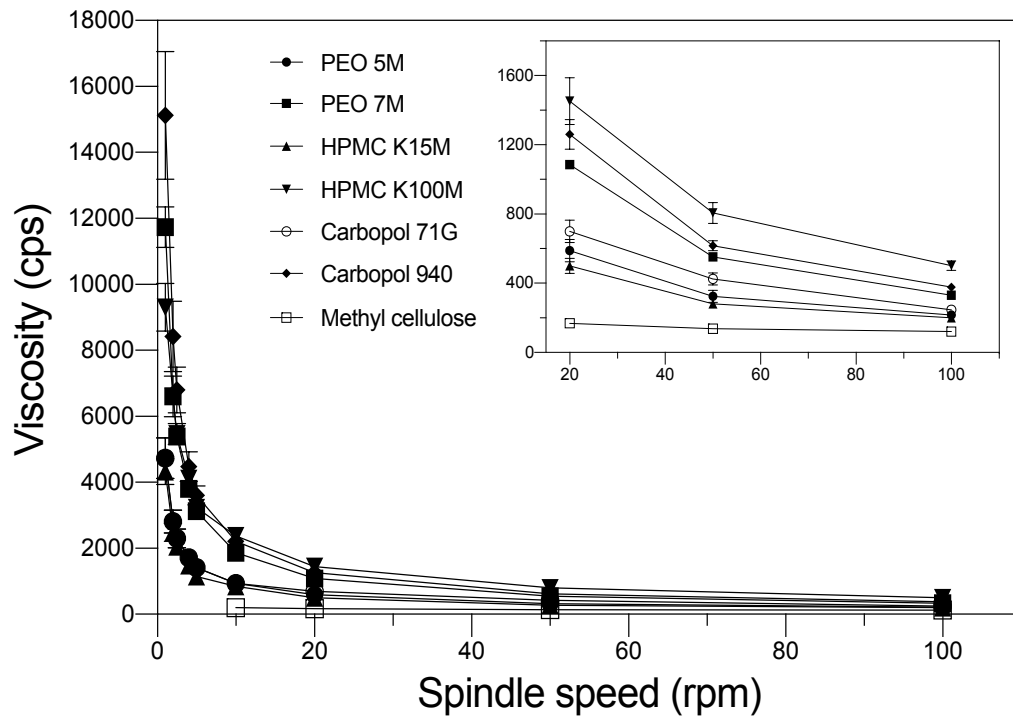 18000
16000
14000
12000
10000
8000
6000
4000
2000
0
Viscosity (cps)
PEO 5M
PEO 7M
HPMC K15M
HPMC K100M
Carbopol 71G
Carbopol 940
Methyl cellulose
1600
1200
800
400
0
20 40 60 80 100
0 20 40 60 80 100
Spindle speed (rpm)